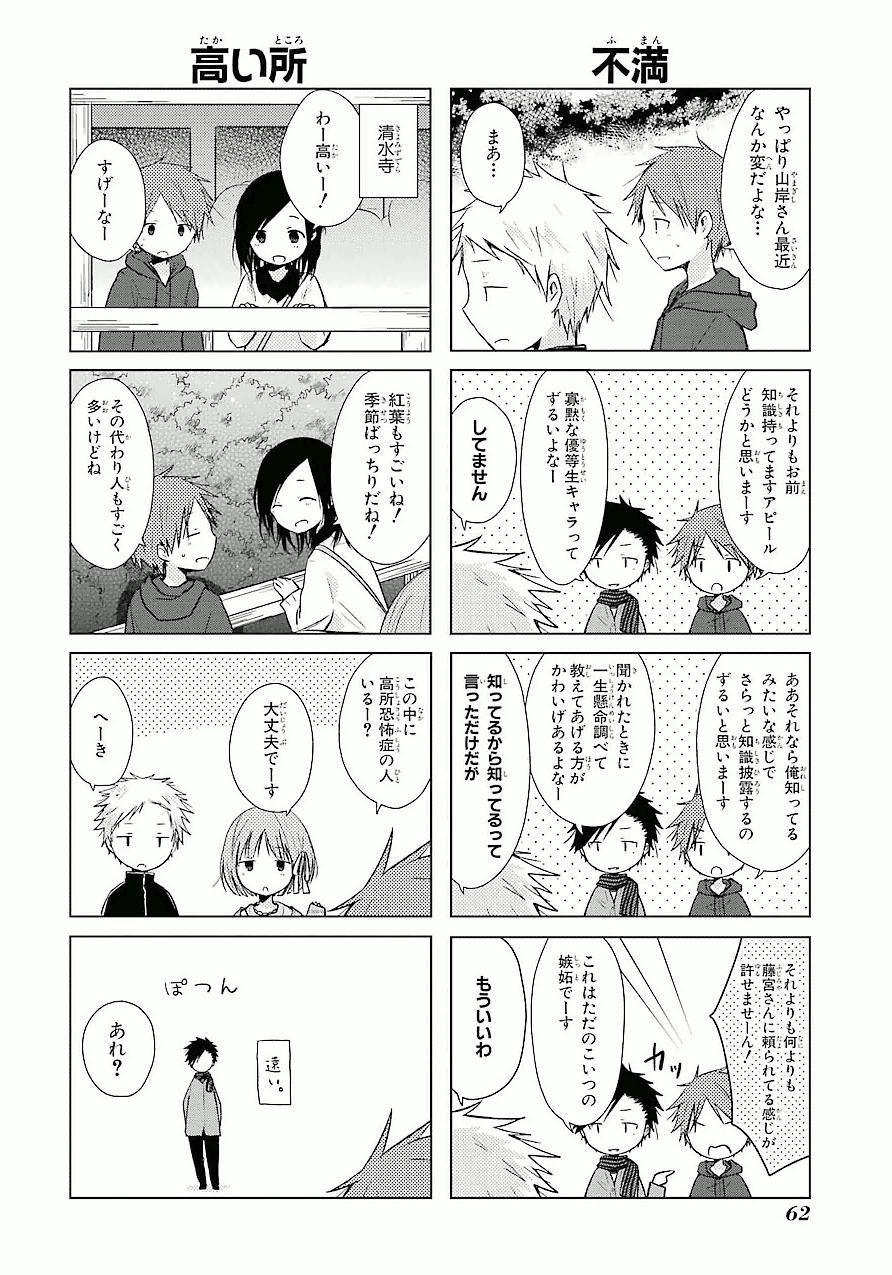 不満
やっぱり山岸さん最近
なんか変だよな…
まあ…
それよりもお前
知識持ってますアピール
どうかと思いまーす
寡黙な優等生キャラって
ずるいよなー
してません
ああそれなら俺知ってる
みたいな感じで
さらっと知識披露するの
ずるいと思いまーす
聞かれたときに
一生懸命調べて
教えてあげる方が
かわいげあるよなー
知ってるから知ってるって
言っただけだが
それよりも何よりも
藤宮さんに頼られてる感じが
許せませーん！
カッ
これはただのこいつの
嫉妬でーす
もういいわ
高い所
清水寺
わー高いー！
すげーなー
紅葉もすごいね！
季節ばっちりだね！
その代わり人もすごく
多いけどね
この中に
高所恐怖症の人
いるー？
大丈夫でーす
へーき
ぽつん
遠い。
あれ？
62